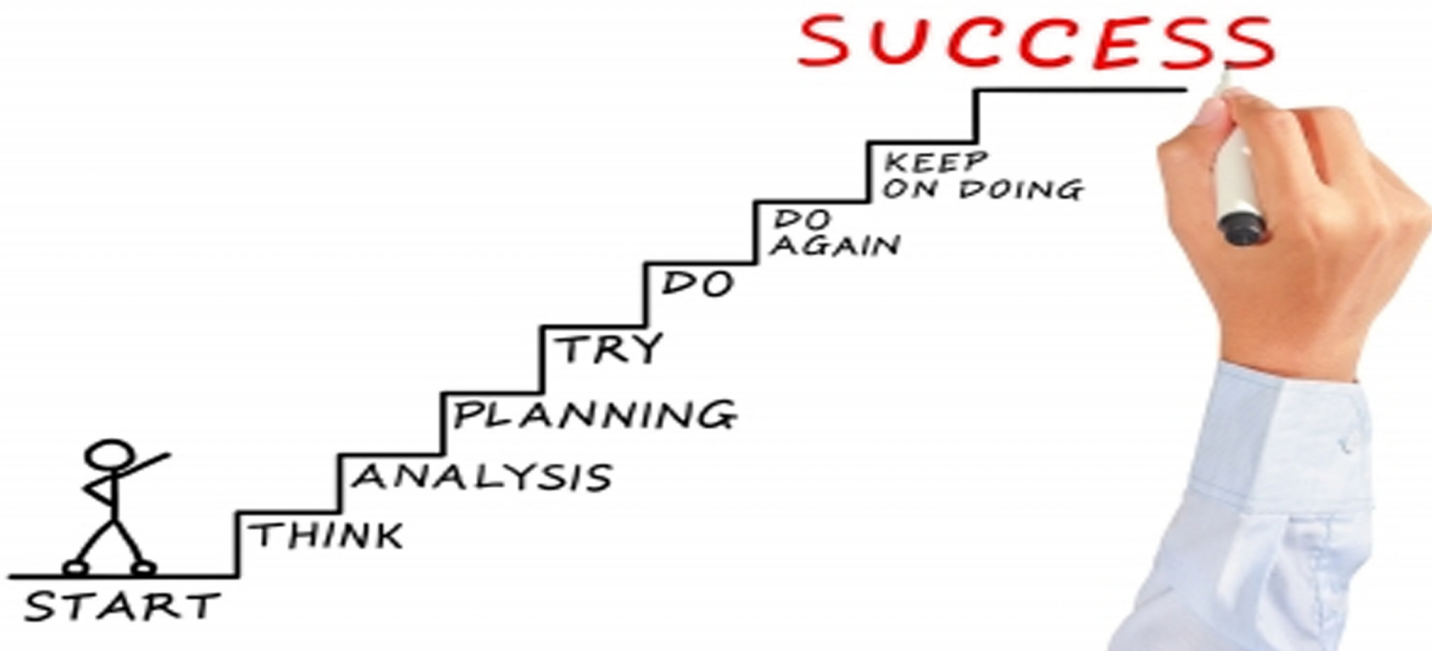 SUCCESS
KEEP
ON DOING
DO
AGAIN
DO
TRY
PLANNING
ANALYSIS
THINK
START